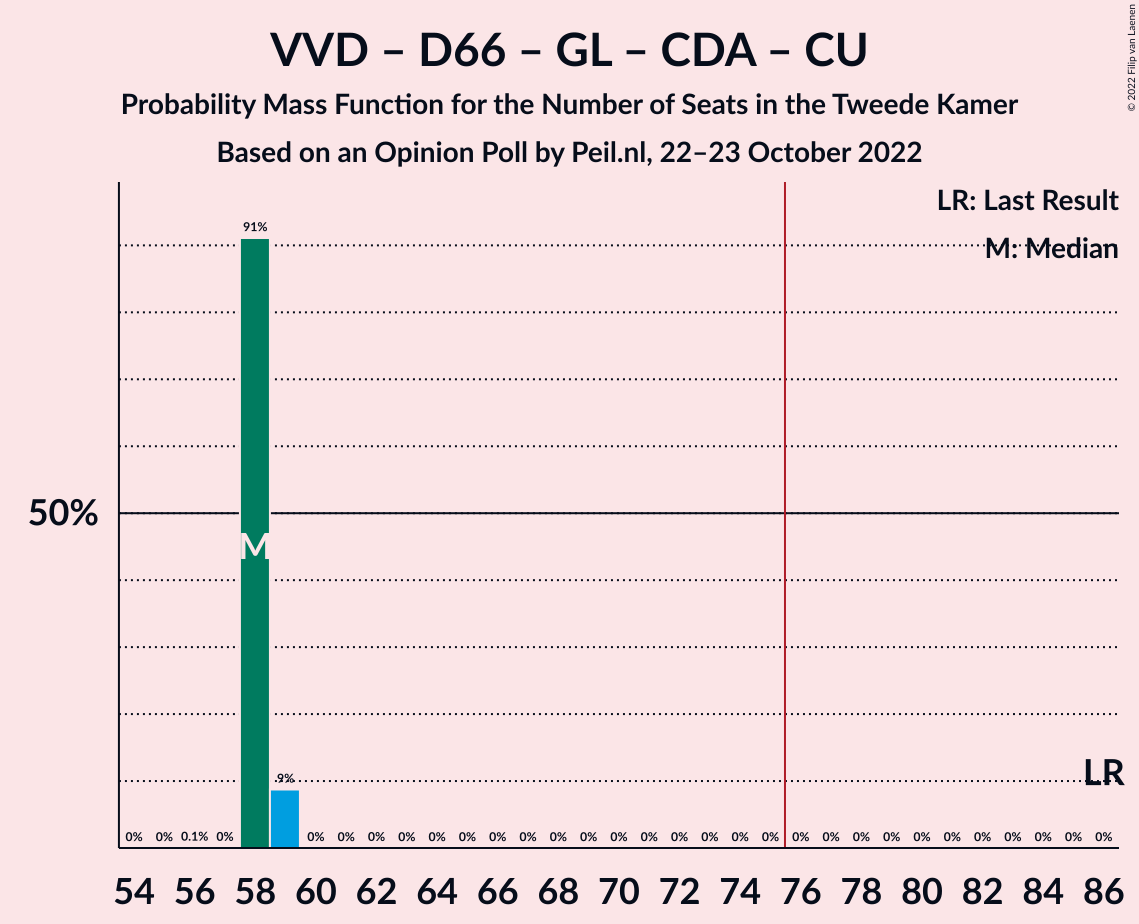 VVD – D66 – GL – CDA – CU
Probability Mass Function for the Number of Seats in the Tweede Kamer
Based on an Opinion Poll by Peil.nl, 22–23 October 2022
© 2022 Filip van Laenen
LR: Last Result
M: Median
91%
50%
M
LR
9%
0% 0% 0.1% 0% 0% 0% 0% 0% 0% 0% 0% 0% 0% 0% 0% 0% 0% 0% 0% 0% 0% 0% 0% 0% 0% 0% 0% 0% 0% 0% 0%
54 56 58 60 62 64 66 68 70 72 74 76 78 80 82 84 86